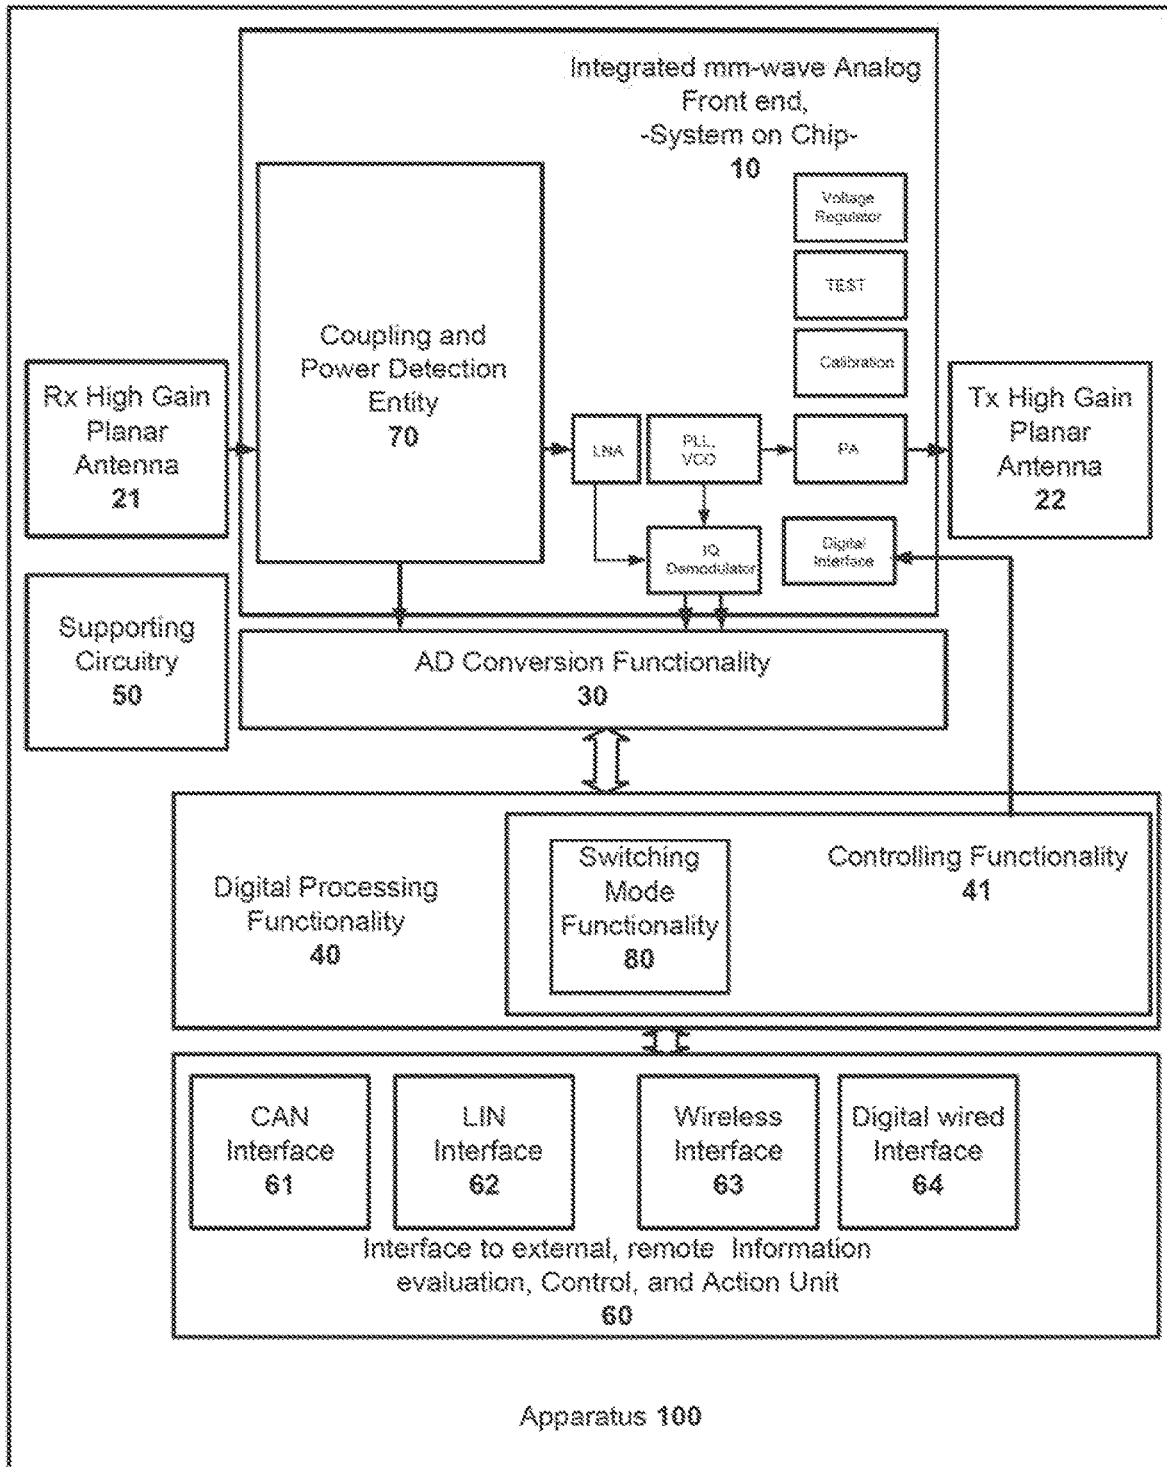 Integrated mm-wave Analog
Front end,
-System on Chip-
10
Voltage
Regulator
TEST
Calibration
Coupling and
Power Detection
Entity
70
Rx High Gain
Planar
Antenna
21
LNA
PLL,
VCO
PA
Tx High Gain
Planar
Antenna
22
IQ
Demodulator
Digital
Interface
Supporting
Circuitry
50
AD Conversion Functionality
30
Digital Processing
Functionality
40
Switching
Mode
Functionality
80
Controlling Functionality
41
CAN
Interface
61
LIN
Interface
62
Wireless
Interface
63
Digital wired
Interface
64
Interface to external, remote Information
evaluation, Control, and Action Unit
60
Apparatus 100